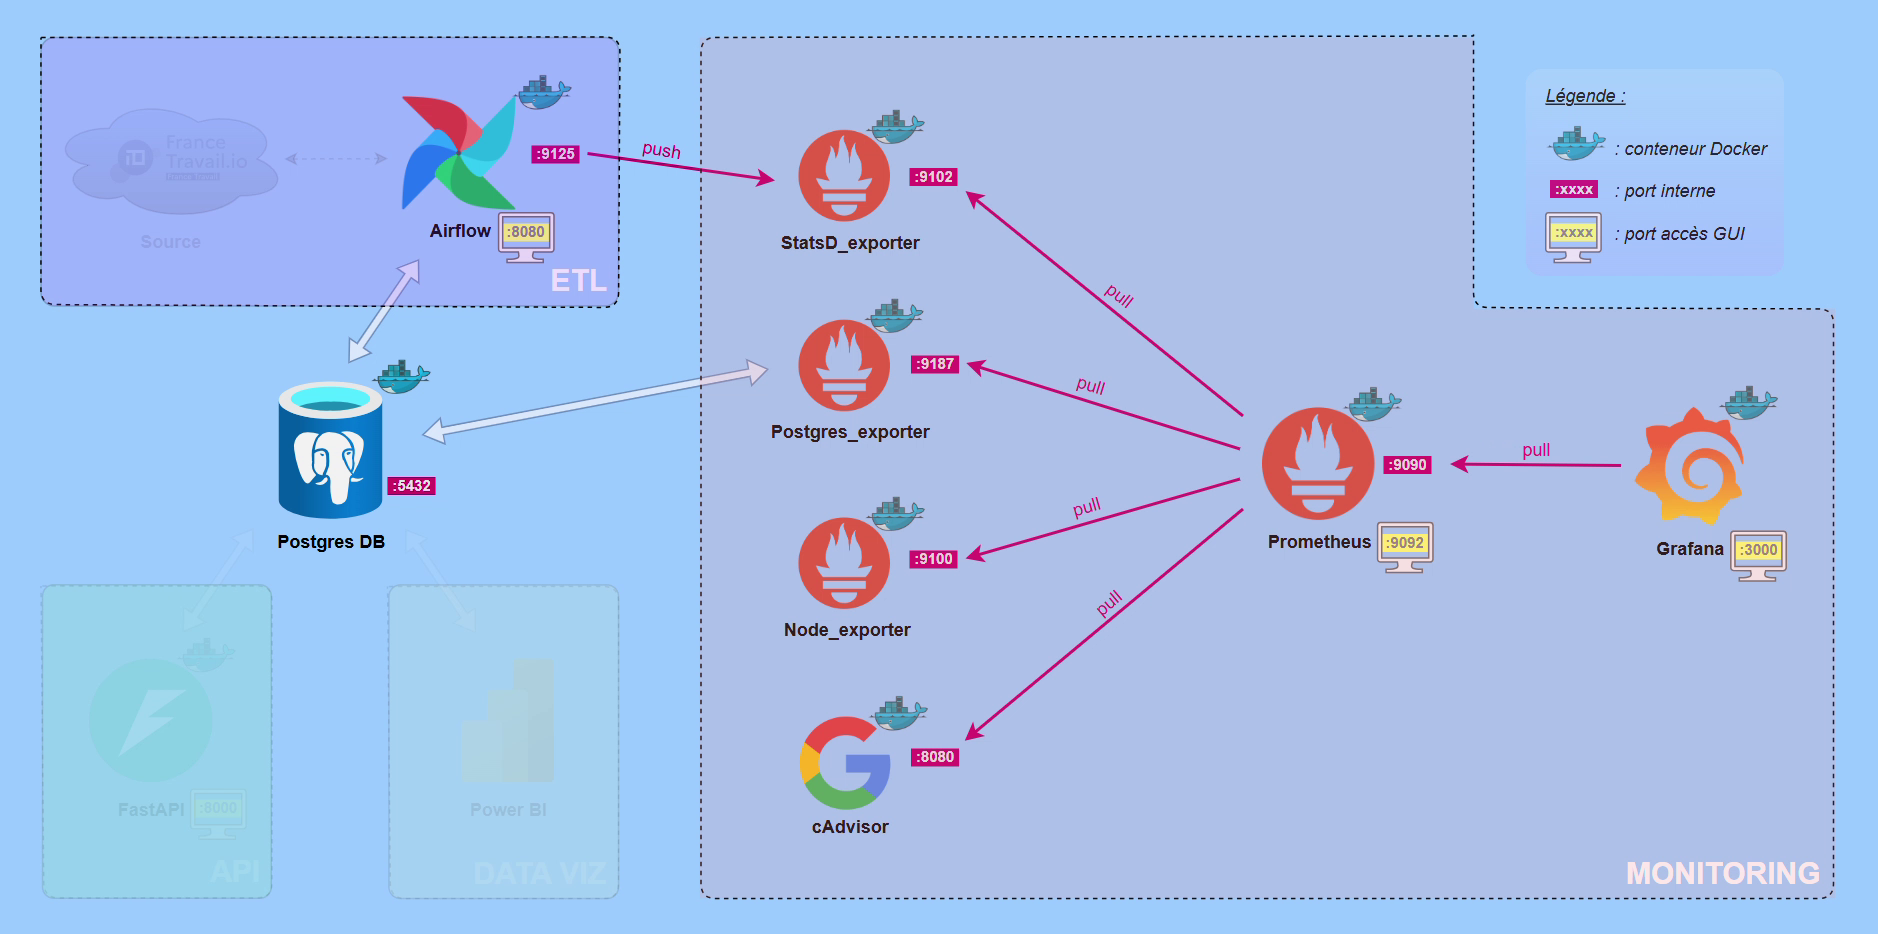 France
Travail.io
Source
:9125
Airflow
:8080
ETL
push
:9102
StatsD_exporter
pull
:9187
Postgres_exporter
pull
:5432
Postgres DB
:9100
Node_exporter
pull
:8080
cAdvisor
pull
:9090
Prometheus
:9092
pull
Grafana
:3000
MONITORING
FastAPI
:8000
API
Power BI
DATA VIZ
Légende :
: conteneur Docker
:xxxx
: port interne
:xxxx
: port accès GUI